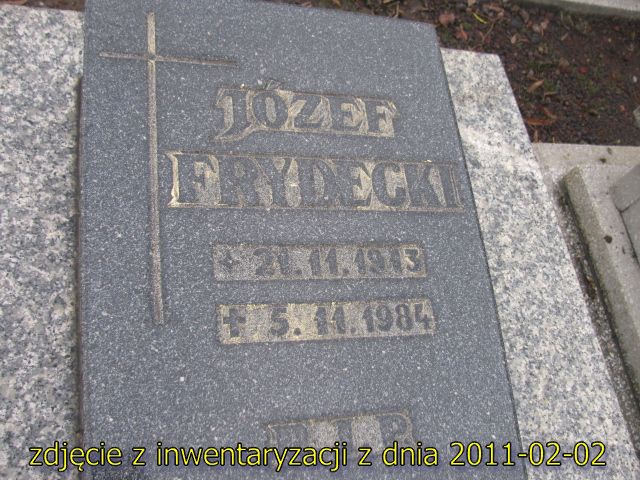 JÓZEF
FRYDECKI
* 21.11.1913
✝ 5.11.1984
R.I.P
zdjęcie z inwentaryzacji z dnia 2011-02-02